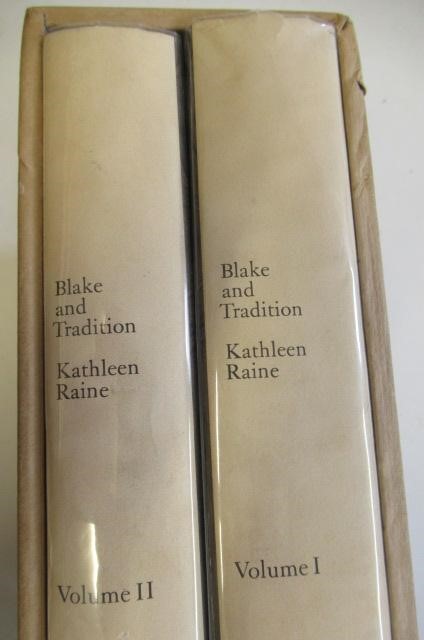 Blake
and
Tradition
Kathleen
Raine
Volume II
Blake
and
Tradition
Kathleen
Raine
Volume I